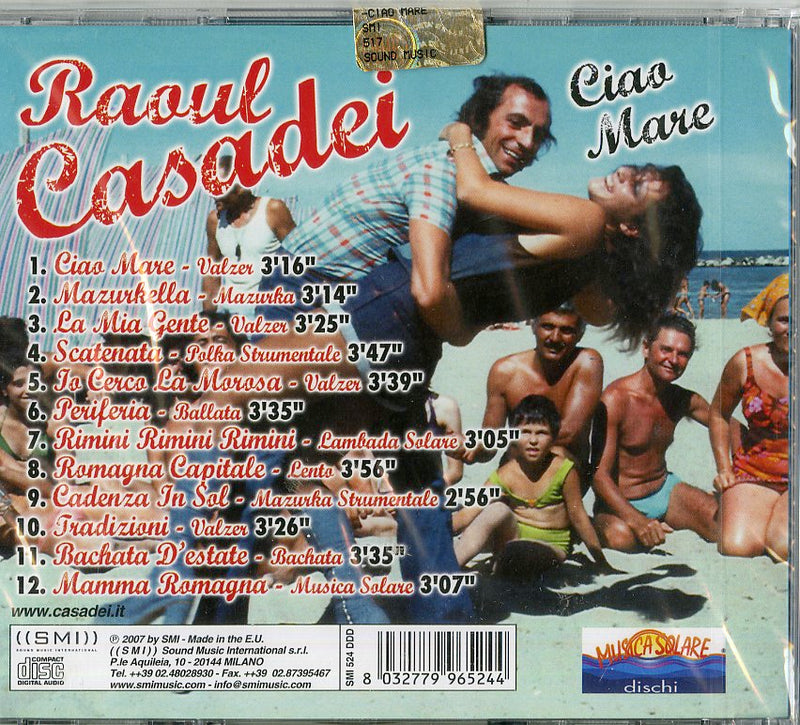 -CIAO MARE
SMI
517
SOUND MUSIC
Raoul
Casadei
Ciao
Mare
1. Ciao Mare - Valzer 3'16"
2. Mazurkella - Mazurka 3'14"
3. La Mia Gente - Valzer 3'25"
4. Scatenata - Polka Strumentale 3'47"
5. Io Cerco La Morosa - Valzer 3'39"
6. Periferia - Ballata 3'35"
7. Rimini Rimini Rimini - Lambada Solare 3'05"
8. Romagna Capitale - Lento 3'56"
9. Cadenza In Sol - Mazurka Strumentale 2'56"
10. Tradizioni - Valzer 3'26"
11. Bachata D'estate - Bachata 3'35"
12. Mamma Romagna - Musica Solare 3'07"
www.casadei.it
((SMI))
SOUND MUSIC INTERNATIONAL
COMPACT
disc
DIGITAL AUDIO
℗ 2007 by SMI - Made in the E.U.
((SMI)) Sound Music International s.r.l.
P.le Aquileia, 10 - 20144 MILANO
Tel. ++39 02.48028930 - Fax. ++39 02.87395467
www.smimusic.com - info@smimusic.com
SMI 524 DDD
8 032779 965244
MUSICA SOLARE
dischi